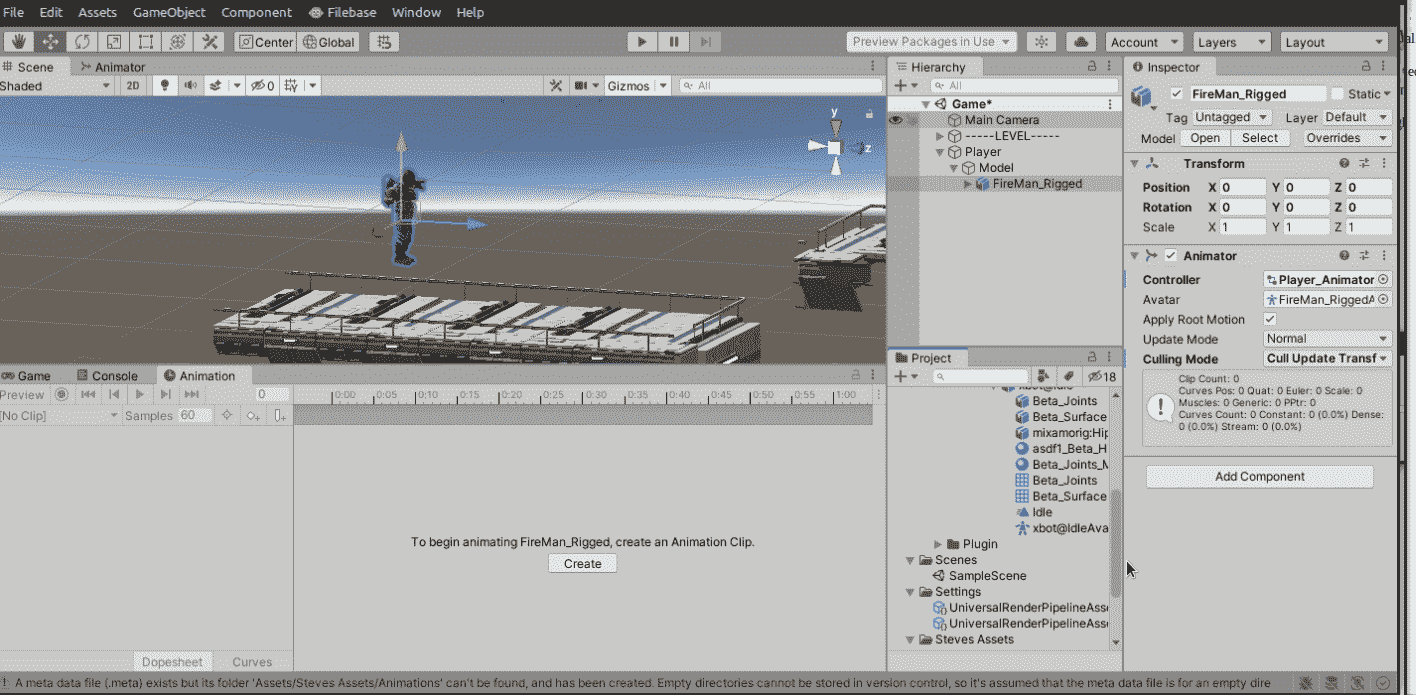 File Edit Assets GameObject Component Filebase Window Help
Center Global Preview Packages in Use Account Layers Layout
Scene Animator
Shaded 2D 0 Gizmos All
y
z
Hierarchy
All
Game*
Main Camera
-----LEVEL-----
Player
Model
FireMan_Rigged
Inspector
FireMan_Rigged Static
Tag Untagged Layer Default
Model Open Select Overrides
Transform
Position X 0 Y 0 Z 0
Rotation X 0 Y 0 Z 0
Scale X 1 Y 1 Z 1
Animator
Controller Player_Animator
Avatar FireMan_RiggedA
Apply Root Motion
Update Mode Normal
Culling Mode Cull Update Transf
Clip Count: 0
Curves Pos: 0 Quat: 0 Euler: 0 Scale: 0
Muscles: 0 Generic: 0 PPtr: 0
Curves Count: 0 Constant: 0 (0.0%) Dense:
0 (0.0%) Stream: 0 (0.0%)
Add Component
Game Console Animation
Preview 0 0:00 0:05 0:10 0:15 0:20 0:25 0:30 0:35 0:40 0:45 0:50 0:55 1:00
[No Clip] Samples 60
To begin animating FireMan_Rigged, create an Animation Clip.
Create
Dopesheet Curves
Project
18
Beta_Joints
Beta_Surface
mixamorig:Hip
asdf1_Beta_H
Beta_Joints_M
Beta_Joints
Beta_Surface
Idle
xbot@IdleAva
Plugin
Scenes
SampleScene
Settings
UniversalRenderPipelineAsse
UniversalRenderPipelineAsse
Steves Assets
A meta data file (.meta) exists but its folder 'Assets/Steves Assets/Animations' can't be found, and has been created. Empty directories cannot be stored in version control, so it's assumed that the meta data file is for an empty dire